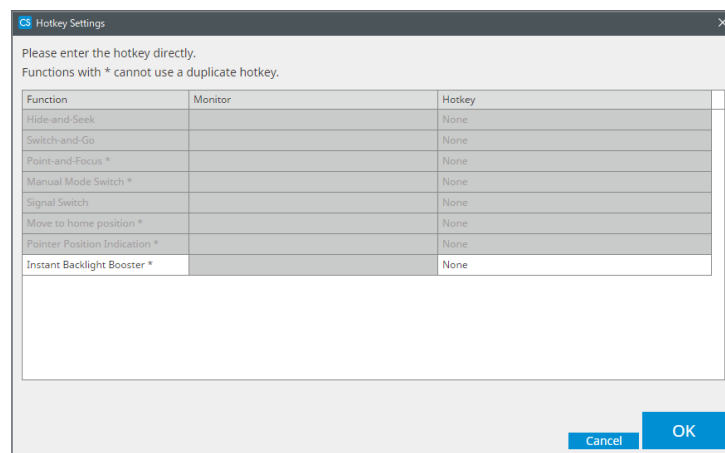 CS Hotkey Settings
Please enter the hotkey directly.
Functions with * cannot use a duplicate hotkey.
Function Monitor Hotkey
Hide-and-Seek None
Switch-and-Go None
Point-and-Focus * None
Manual Mode Switch * None
Signal Switch None
Move to home position * None
Pointer Position Indication * None
Instant Backlight Booster * None
OK
Cancel